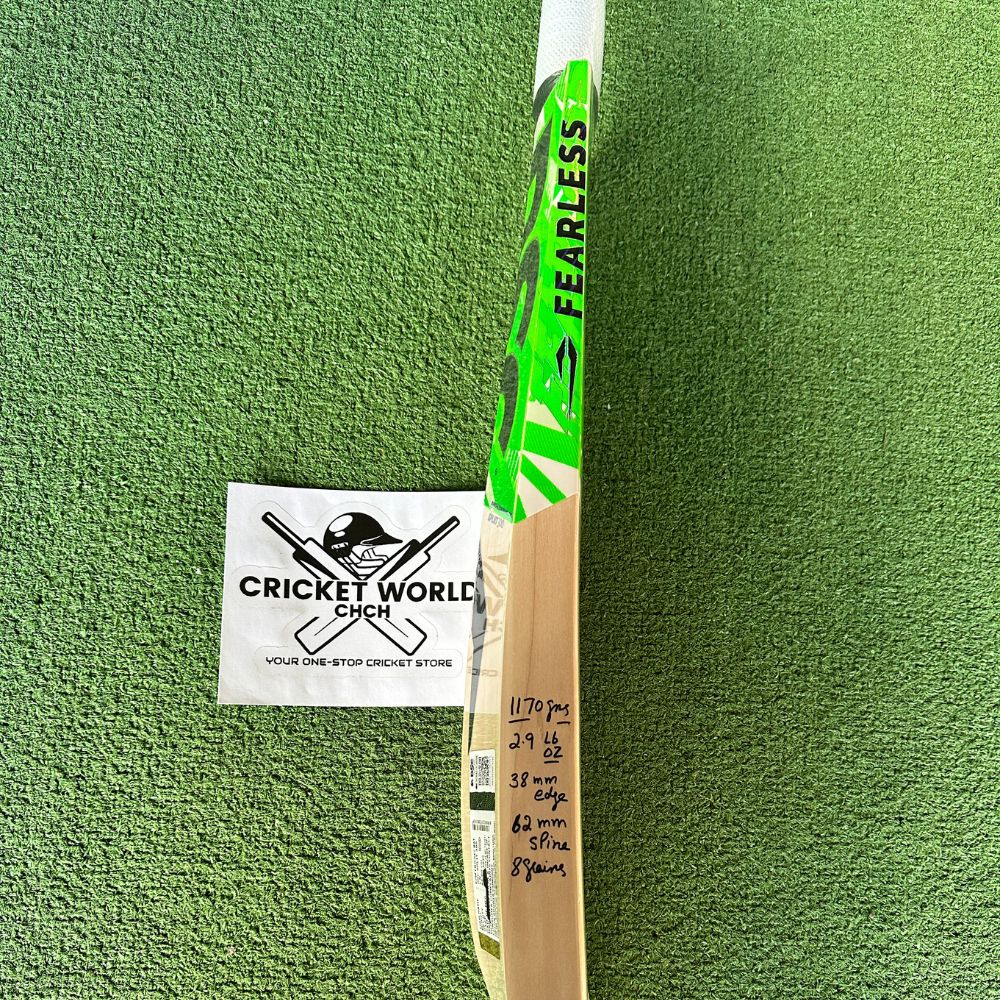 FEARLESS
CRICKET WORLD
CHCH
YOUR ONE-STOP CRICKET STORE
1170 gms
2.9 Lb
OZ
38 mm
edge
62 mm
spine
8 grains